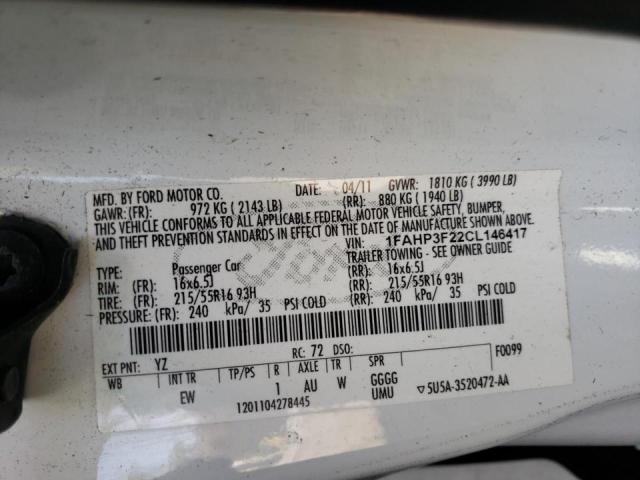 MFD. BY FORD MOTOR CO.
DATE: 04/11 GVWR: 1810 KG ( 3990 LB)
GAWR:(FR): 972 KG ( 2143 LB) (RR): 880 KG ( 1940 LB)
THIS VEHICLE CONFORMS TO ALL APPLICABLE FEDERAL MOTOR VEHICLE SAFETY, BUMPER,
AND THEFT PREVENTION STANDARDS IN EFFECT ON THE DATE OF MANUFACTURE SHOWN ABOVE.
VIN: 1FAHP3F22CL146417
TYPE: Passenger Car TRAILER TOWING - SEE OWNER GUIDE
RIM: (FR): 16x6.5J (RR): 16x6.5J
TIRE: (FR): 215/55R16 93H (RR): 215/55R16 93H
PRESSURE: (FR): 240 kPa/ 35 PSI COLD (RR): 240 kPa/ 35 PSI COLD
EXT PNT: YZ RC: 72 DSO: F0099
WB INT TR TP/PS R AXLE TR SPR
EW 1 AU W GGGG
UMU
1201104278445
▽5U5A-3520472-AA